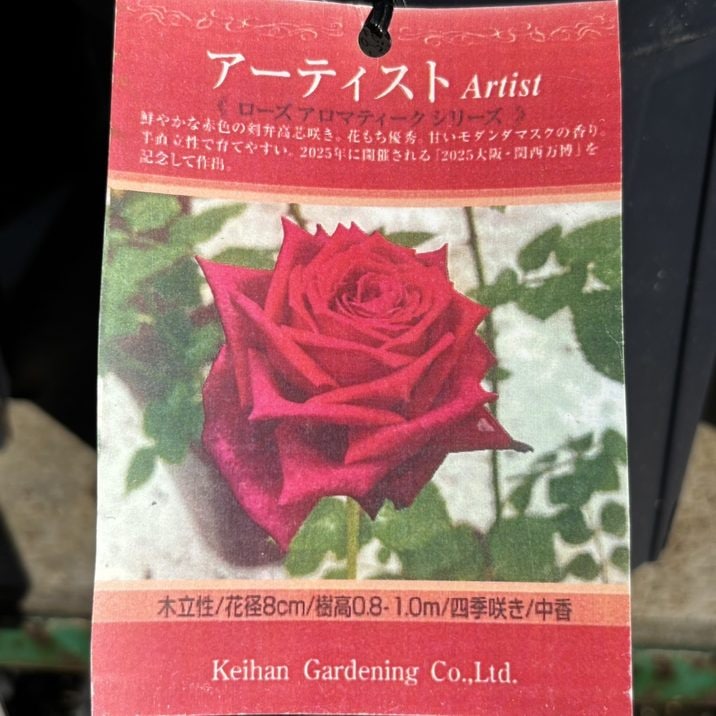 アーティスト Artist
《 ローズ アロマティーク シリーズ 》
鮮やかな赤色の剣弁高芯咲き。花もち優秀。甘いモダンダマスクの香り。
半直立性で育てやすい。2025年に開催される「2025大阪・関西万博」を
記念して作出。
木立性/花径8cm/樹高0.8-1.0m/四季咲き/中香
Keihan Gardening Co.,Ltd.